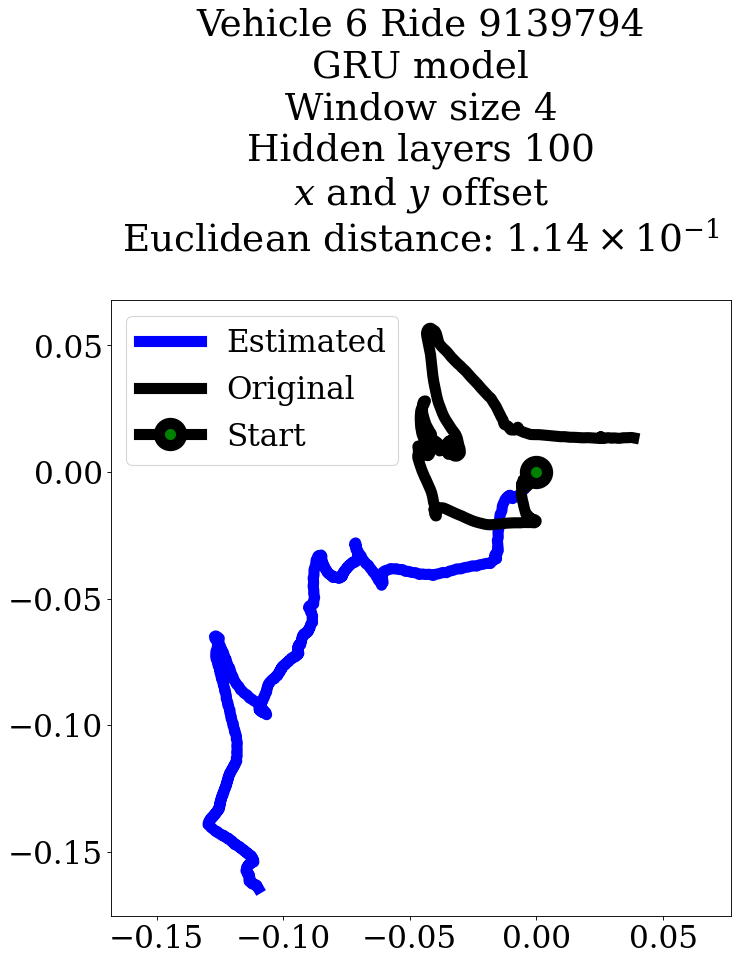 Vehicle 6 Ride 9139794
GRU model
Window size 4
Hidden layers 100
x and y offset
Euclidean distance: 1.14 × 10⁻¹
Estimated
Original
Start
0.05
0.00
−0.05
−0.10
−0.15
−0.15 −0.10 −0.05 0.00 0.05